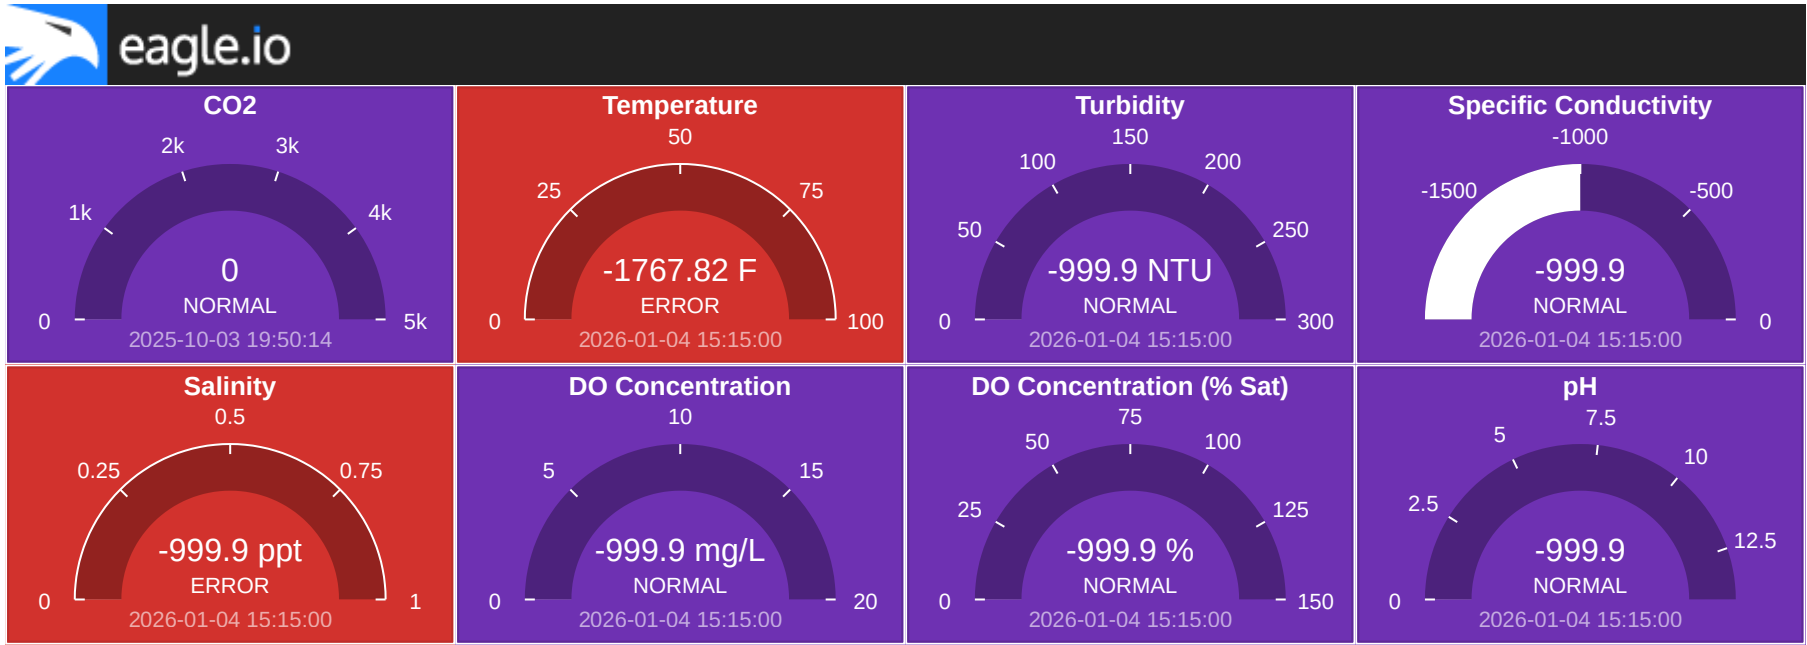 eagle.io
CO2
2k
3k
1k
4k
0
NORMAL
0
5k
2025-10-03 19:50:14
Temperature
50
25
75
-1767.82 F
ERROR
0
100
2026-01-04 15:15:00
Turbidity
150
100
200
50
250
-999.9 NTU
NORMAL
0
300
2026-01-04 15:15:00
Specific Conductivity
-1000
-1500
-500
-999.9
NORMAL
0
2026-01-04 15:15:00
Salinity
0.5
0.25
0.75
-999.9 ppt
ERROR
0
1
2026-01-04 15:15:00
DO Concentration
10
5
15
-999.9 mg/L
NORMAL
0
20
2026-01-04 15:15:00
DO Concentration (% Sat)
75
50
100
25
125
-999.9 %
NORMAL
0
150
2026-01-04 15:15:00
pH
7.5
5
10
2.5
12.5
-999.9
NORMAL
0
2026-01-04 15:15:00